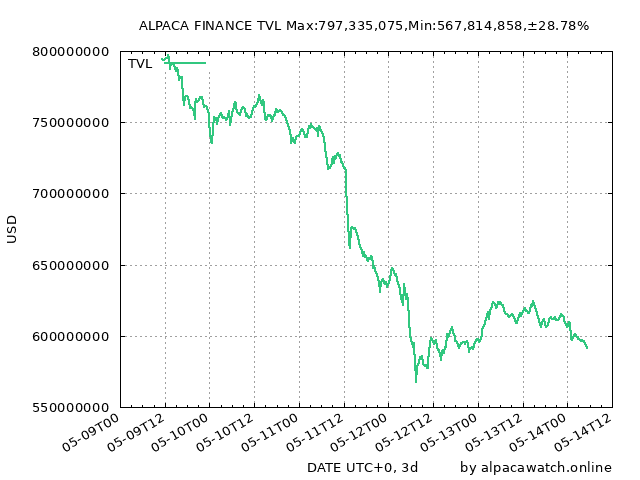 ALPACA FINANCE TVL Max:797,335,075,Min:567,814,858,±28.78%
800000000
TVL
750000000
700000000
USD
650000000
600000000
550000000
05-09T00
05-09T12
05-10T00
05-10T12
05-11T00
05-11T12
05-12T00
05-12T12
05-13T00
05-13T12
05-14T00
05-14T12
DATE UTC+0, 3d
by alpacawatch.online